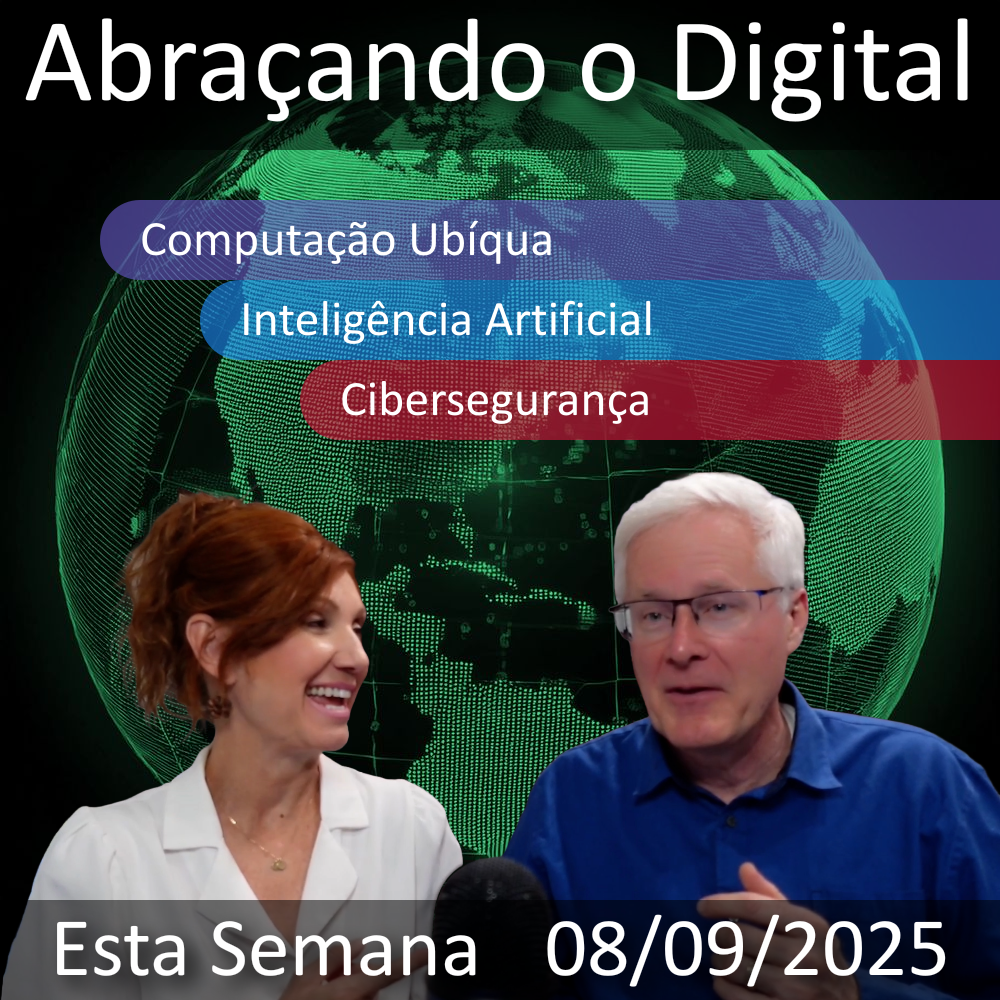 Abraçando o Digital
Computação Ubíqua
Inteligência Artificial
Cibersegurança
Esta Semana 08/09/2025